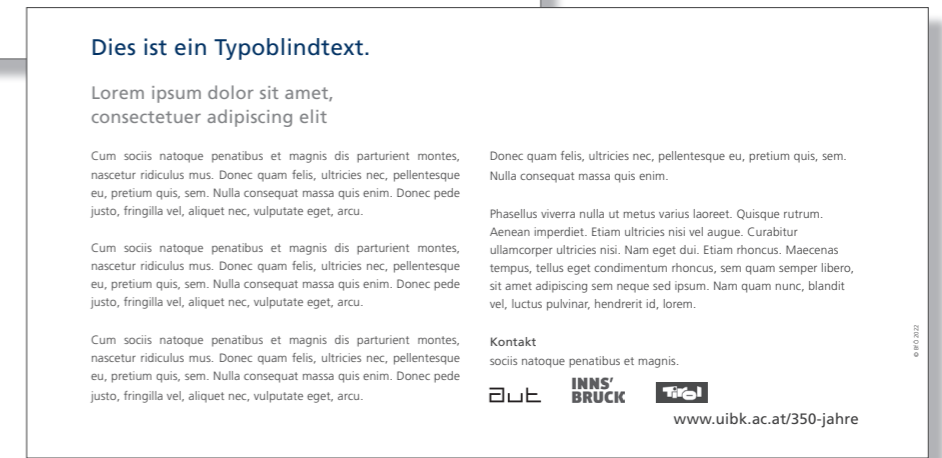 Dies ist ein Typoblindtext.
Lorem ipsum dolor sit amet,
consectetuer adipiscing elit
Cum sociis natoque penatibus et magnis dis parturient montes,
nascetur ridiculus mus. Donec quam felis, ultricies nec, pellentesque
eu, pretium quis, sem. Nulla consequat massa quis enim. Donec pede
justo, fringilla vel, aliquet nec, vulputate eget, arcu.
Cum sociis natoque penatibus et magnis dis parturient montes,
nascetur ridiculus mus. Donec quam felis, ultricies nec, pellentesque
eu, pretium quis, sem. Nulla consequat massa quis enim. Donec pede
justo, fringilla vel, aliquet nec, vulputate eget, arcu.
Cum sociis natoque penatibus et magnis dis parturient montes,
nascetur ridiculus mus. Donec quam felis, ultricies nec, pellentesque
eu, pretium quis, sem. Nulla consequat massa quis enim. Donec pede
justo, fringilla vel, aliquet nec, vulputate eget, arcu.
Donec quam felis, ultricies nec, pellentesque eu, pretium quis, sem.
Nulla consequat massa quis enim.
Phasellus viverra nulla ut metus varius laoreet. Quisque rutrum.
Aenean imperdiet. Etiam ultricies nisi vel augue. Curabitur
ullamcorper ultricies nisi. Nam eget dui. Etiam rhoncus. Maecenas
tempus, tellus eget condimentum rhoncus, sem quam semper libero,
sit amet adipiscing sem neque sed ipsum. Nam quam nunc, blandit
vel, luctus pulvinar, hendrerit id, lorem.
Kontakt
sociis natoque penatibus et magnis.
aut
INNS'
BRUCK
Tirol
www.uibk.ac.at/350-jahre
© BFÖ 2022